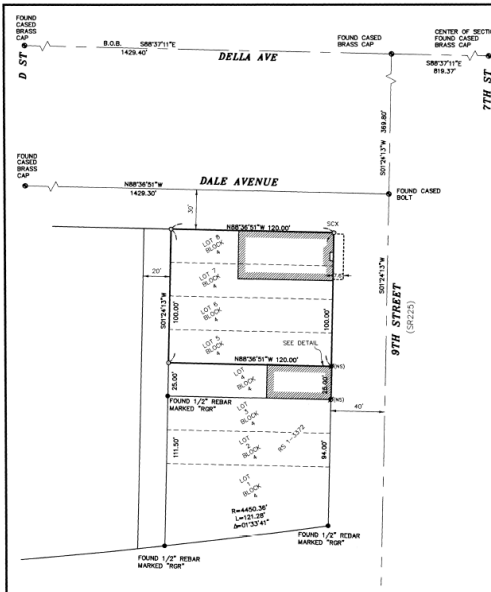 FOUND
CASED
BRASS
CAP
D ST
B.O.B. S88°37'11"E
1429.40'
DELLA AVE
FOUND CASED
BRASS CAP
CENTER OF SECTI
FOUND CASED
BRASS CAP
S88°37'11"E
819.37'
7TH ST
S01°24'13"W 369.80'
FOUND
CASED
BRASS
CAP
N88°36'51"W
1429.30'
DALE AVENUE
FOUND CASED
BOLT
30'
N88°36'51"W 120.00'
SCX
LOT 8
BLOCK
4
LOT 7
BLOCK
4
LOT 6
BLOCK
4
LOT 5
BLOCK
4
20'
S01°24'13"W
100.00'
100.00'
S01°24'13"W
9TH STREET
(SR225)
N88°36'51"W 120.00'
SEE DETAIL
(NS)
25.00'
LOT
4
BLOCK
4
25.00'
(NS)
FOUND 1/2" REBAR
MARKED "RGR"
40'
LOT
3
BLOCK
4
111.50'
LOT
2
BLOCK
4
RS 1-3372
94.00'
LOT
1
BLOCK
4
R=4450.36'
L=121.28'
Δ=01°33'41"
FOUND 1/2" REBAR
MARKED "RGR"
FOUND 1/2" REBAR
MARKED "RGR"